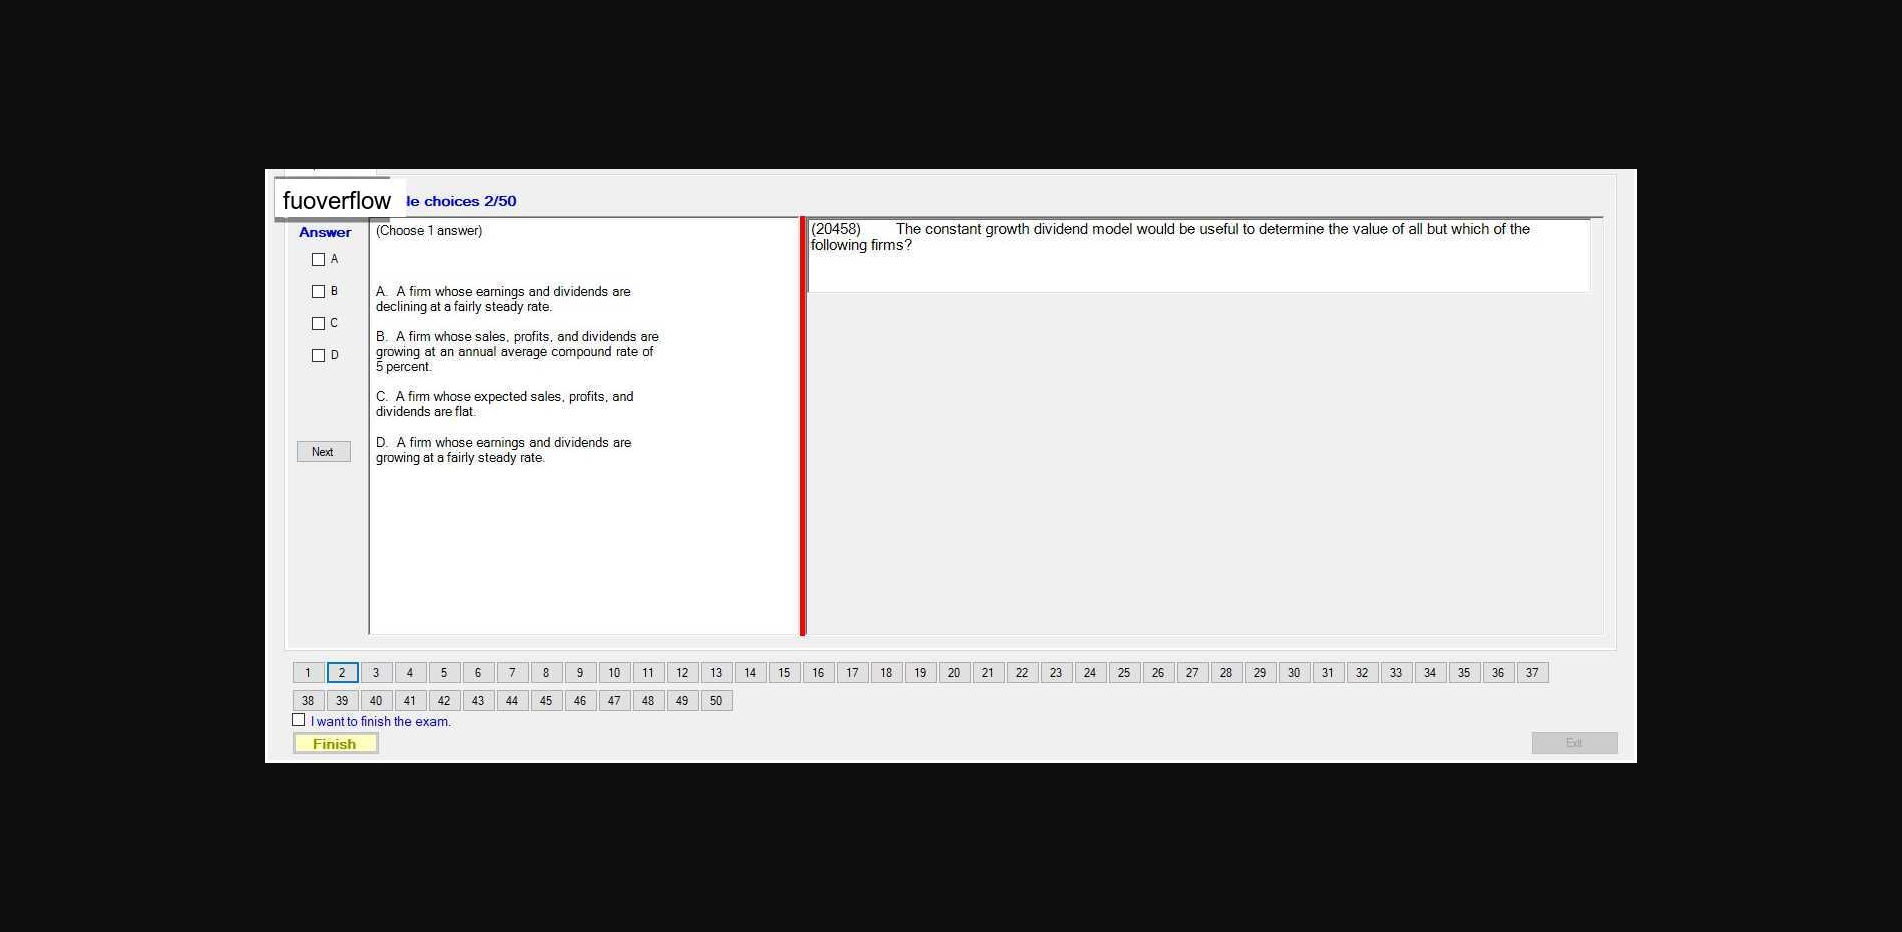 fuoverflow
le choices 2/50
Answer
A
B
C
D
Next
(Choose 1 answer)
A. A firm whose earnings and dividends are
declining at a fairly steady rate.
B. A firm whose sales, profits, and dividends are
growing at an annual average compound rate of
5 percent.
C. A firm whose expected sales, profits, and
dividends are flat.
D. A firm whose earnings and dividends are
growing at a fairly steady rate.
(20458) The constant growth dividend model would be useful to determine the value of all but which of the
following firms?
1 2 3 4 5 6 7 8 9 10 11 12 13 14 15 16 17 18 19 20 21 22 23 24 25 26 27 28 29 30 31 32 33 34 35 36 37
38 39 40 41 42 43 44 45 46 47 48 49 50
I want to finish the exam.
Finish
Exit